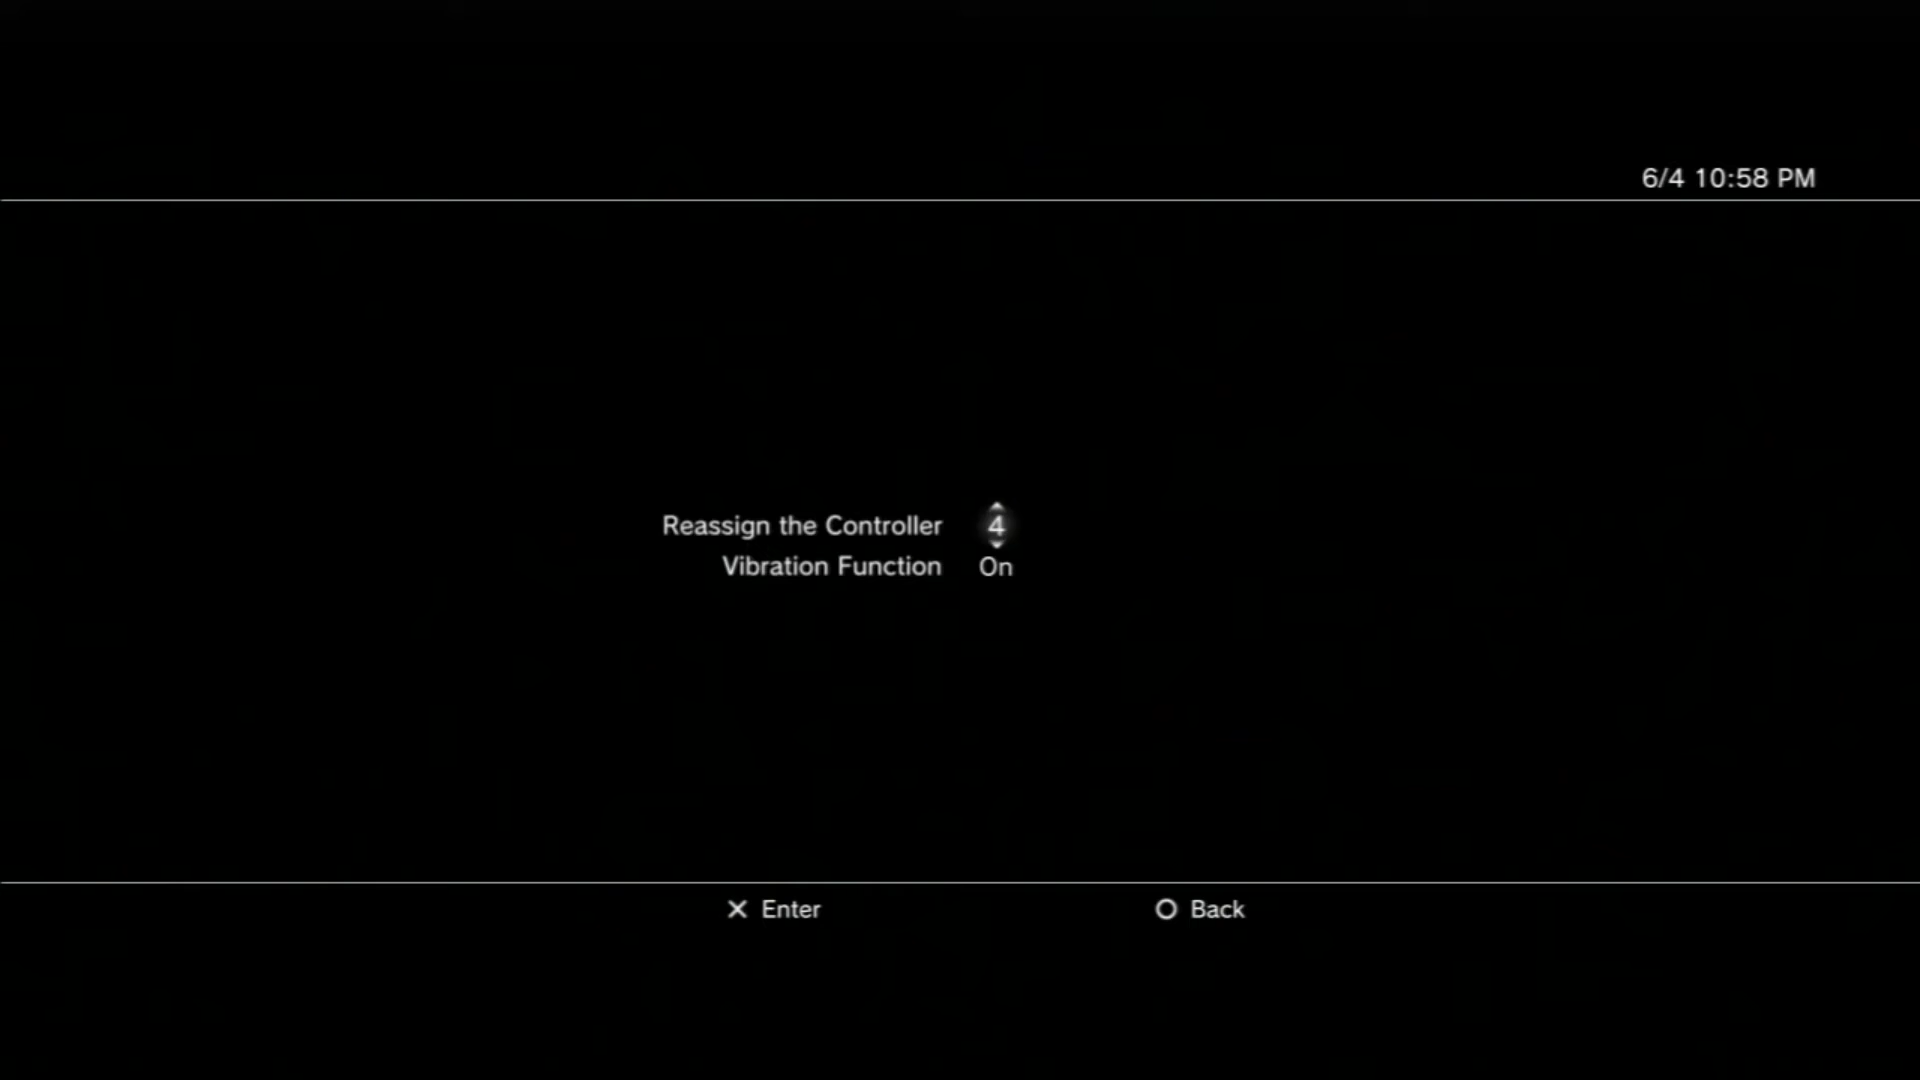 6/4 10:58 PM
Reassign the Controller 4
Vibration Function On
Enter Back